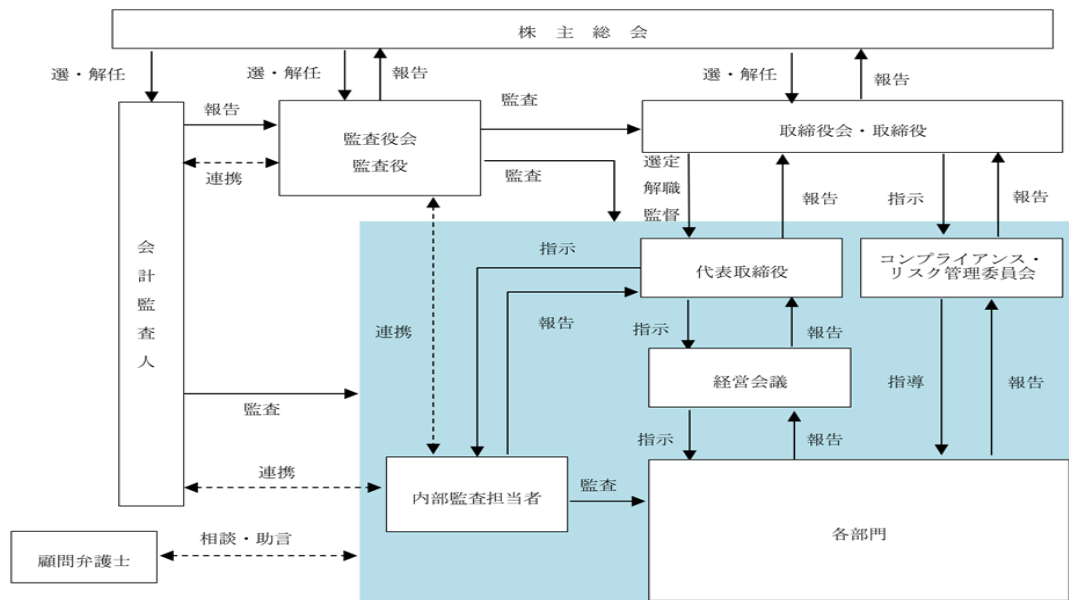 株主総会
選・解任
選・解任
報告
選・解任
報告
報告
監査
監査役会
監査役
取締役会・取締役
連携
監査
選定
解職
監督
報告
指示
報告
会計監査人
指示
代表取締役
コンプライアンス・
リスク管理委員会
連携
報告
指示
報告
経営会議
指導
報告
監査
指示
報告
連携
内部監査担当者
監査
各部門
相談・助言
顧問弁護士